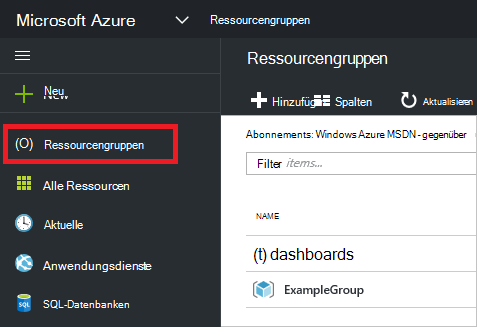 Microsoft Azure
Ressourcengruppen
Neu
Ressourcengruppen
(O) Ressourcengruppen
Alle Ressourcen
Aktuelle
Anwendungsdienste
SQL-Datenbanken
Hinzufüg Spalten Aktualisieren
Abonnements: Windows Azure MSDN - gegenüber
Filter items...
NAME
(t) dashboards
ExampleGroup